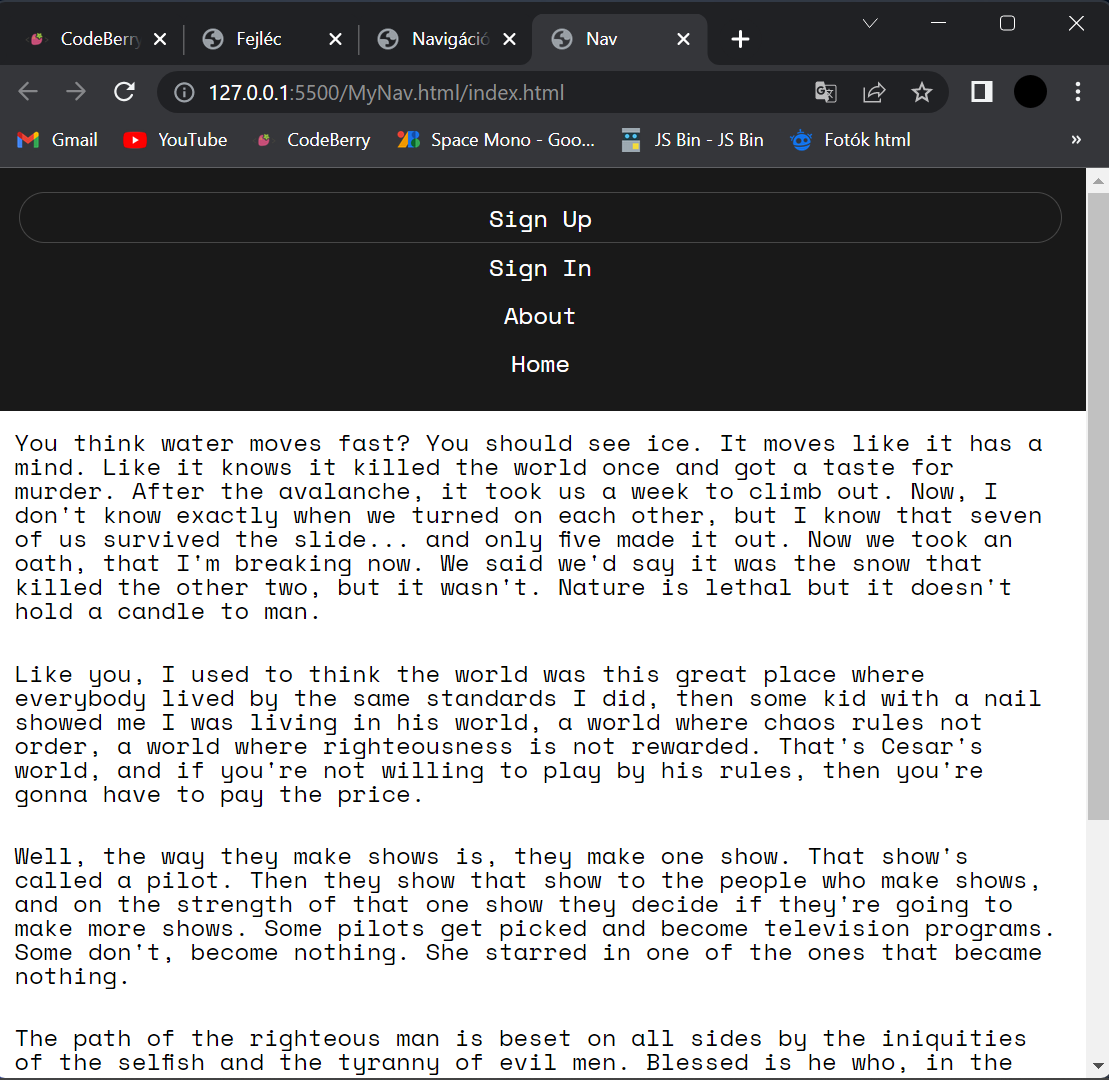 CodeBerry
Fejléc
Navigáció
Nav
127.0.0.1:5500/MyNav.html/index.html
Gmail
YouTube
CodeBerry
Space Mono - Goo...
JS Bin - JS Bin
Fotók html
»
Sign Up
Sign In
About
Home
You think water moves fast? You should see ice. It moves like it has a
mind. Like it knows it killed the world once and got a taste for
murder. After the avalanche, it took us a week to climb out. Now, I
don't know exactly when we turned on each other, but I know that seven
of us survived the slide... and only five made it out. Now we took an
oath, that I'm breaking now. We said we'd say it was the snow that
killed the other two, but it wasn't. Nature is lethal but it doesn't
hold a candle to man.
Like you, I used to think the world was this great place where
everybody lived by the same standards I did, then some kid with a nail
showed me I was living in his world, a world where chaos rules not
order, a world where righteousness is not rewarded. That's Cesar's
world, and if you're not willing to play by his rules, then you're
gonna have to pay the price.
Well, the way they make shows is, they make one show. That show's
called a pilot. Then they show that show to the people who make shows,
and on the strength of that one show they decide if they're going to
make more shows. Some pilots get picked and become television programs.
Some don't, become nothing. She starred in one of the ones that became
nothing.
The path of the righteous man is beset on all sides by the iniquities
of the selfish and the tyranny of evil men. Blessed is he who, in the